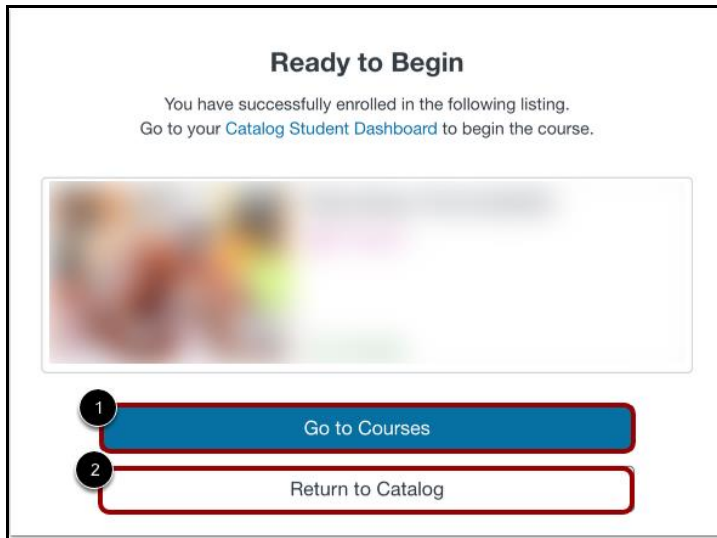 Ready to Begin
You have successfully enrolled in the following listing.
Go to your Catalog Student Dashboard to begin the course.
1
Go to Courses
2
Return to Catalog